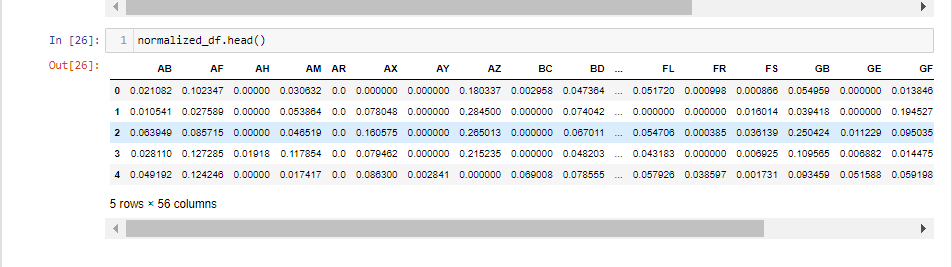 In [26]: 1 normalized_df.head()
Out[26]:
AB AF AH AM AR AX AY AZ BC BD ... FL FR FS GB GE GF
0 0.021082 0.102347 0.00000 0.030632 0.0 0.000000 0.000000 0.180337 0.002958 0.047364 ... 0.051720 0.000998 0.000866 0.054959 0.000000 0.013846
1 0.010541 0.027589 0.00000 0.053864 0.0 0.078048 0.000000 0.284500 0.000000 0.074042 ... 0.000000 0.000000 0.016014 0.039418 0.000000 0.194527
2 0.063949 0.085715 0.00000 0.046519 0.0 0.160575 0.000000 0.265013 0.000000 0.067011 ... 0.054706 0.000385 0.036139 0.250424 0.011229 0.095035
3 0.028110 0.127285 0.01918 0.117854 0.0 0.079462 0.000000 0.215235 0.000000 0.048203 ... 0.043183 0.000000 0.006925 0.109565 0.006882 0.014475
4 0.049192 0.124246 0.00000 0.017417 0.0 0.086300 0.002841 0.000000 0.069008 0.078555 ... 0.057926 0.038597 0.001731 0.093459 0.051588 0.059198
5 rows × 56 columns